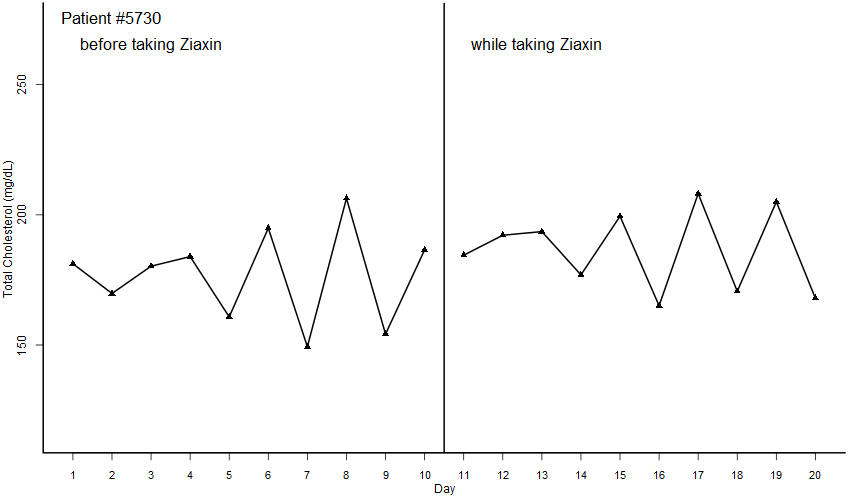 Patient #5730
before taking Ziaxin
while taking Ziaxin
Total Cholesterol (mg/dL)
250
200
150
1 2 3 4 5 6 7 8 9 10 11 12 13 14 15 16 17 18 19 20
Day